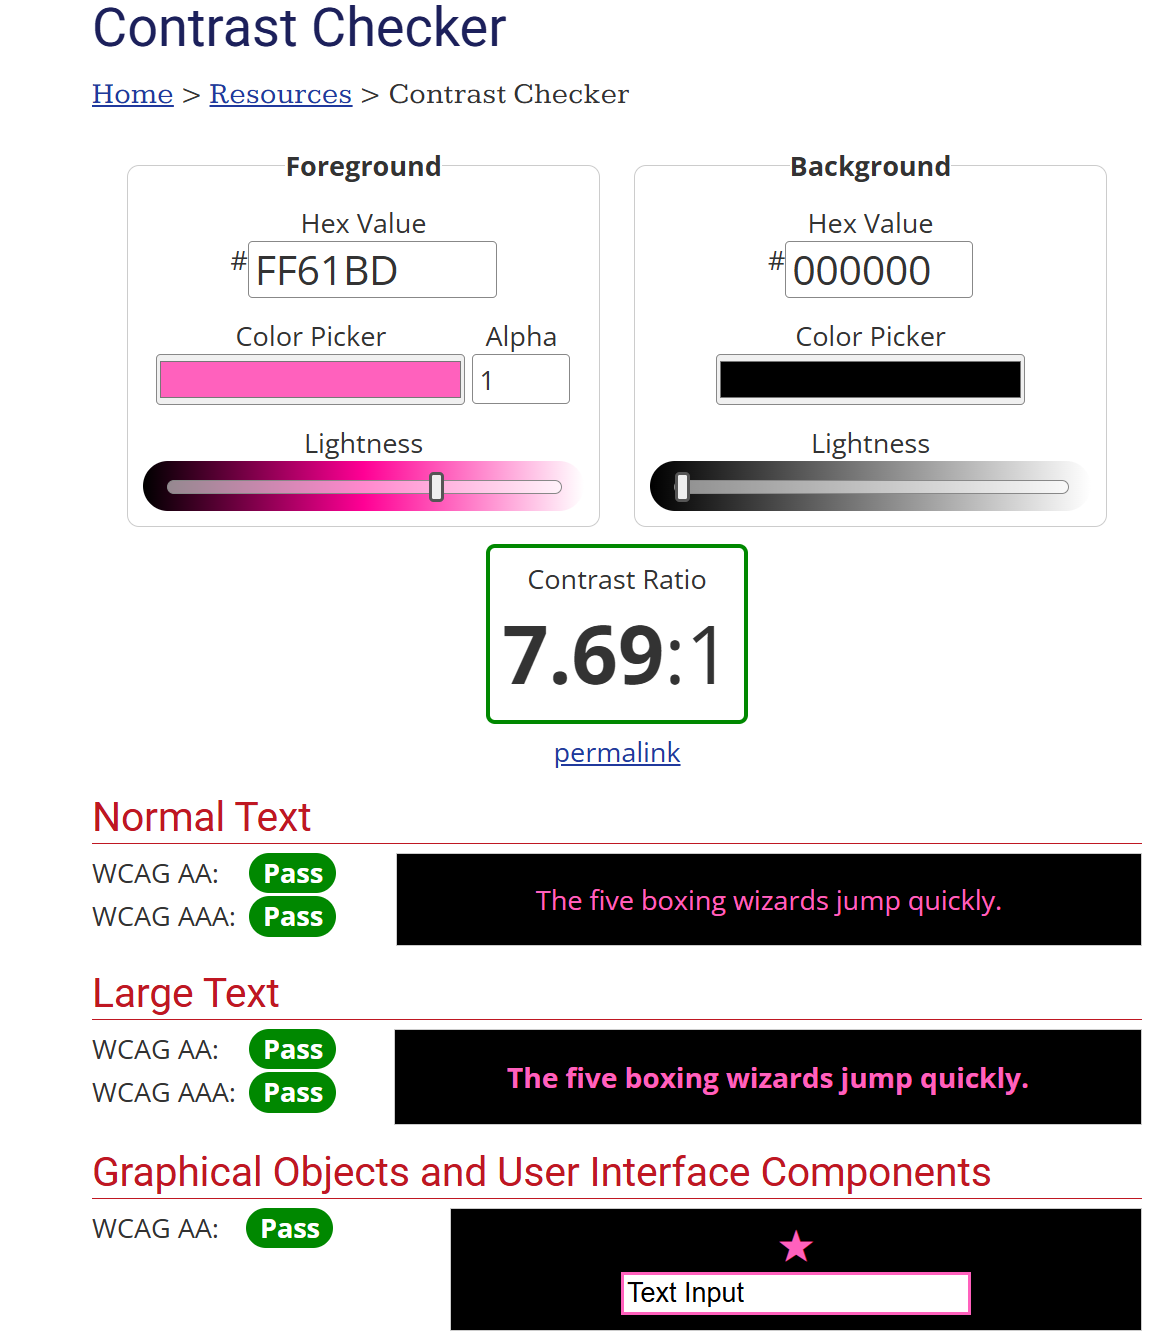 Contrast Checker
Home > Resources > Contrast Checker
Foreground
Hex Value
#FF61BD
Color Picker
Alpha
1
Lightness
Background
Hex Value
#000000
Color Picker
Lightness
Contrast Ratio
7.69:1
permalink
Normal Text
WCAG AA: Pass
WCAG AAA: Pass
The five boxing wizards jump quickly.
Large Text
WCAG AA: Pass
WCAG AAA: Pass
The five boxing wizards jump quickly.
Graphical Objects and User Interface Components
WCAG AA: Pass
Text Input